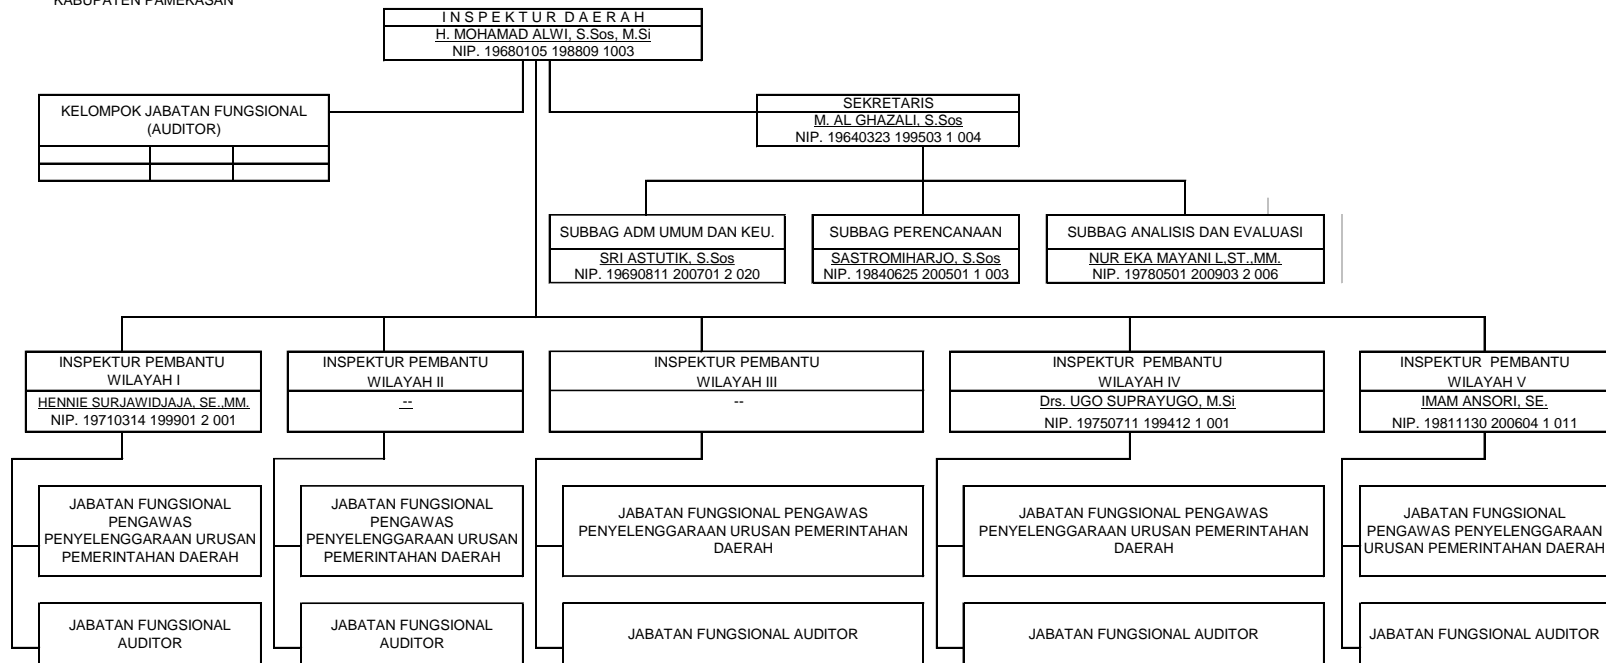 KABUPATEN PAMEKASAN
INSPEKTUR DAERAH
H. MOHAMAD ALWI, S.Sos, M.Si
NIP. 19680105 198809 1003
KELOMPOK JABATAN FUNGSIONAL
(AUDITOR)
SEKRETARIS
M. AL GHAZALI, S.Sos
NIP. 19640323 199503 1 004
SUBBAG ADM UMUM DAN KEU.
SRI ASTUTIK, S.Sos
NIP. 19690811 200701 2 020
SUBBAG PERENCANAAN
SASTROMIHARJO, S.Sos
NIP. 19840625 200501 1 003
SUBBAG ANALISIS DAN EVALUASI
NUR EKA MAYANI L,ST.,MM.
NIP. 19780501 200903 2 006
INSPEKTUR PEMBANTU
WILAYAH I
HENNIE SURJAWIDJAJA, SE.,MM.
NIP. 19710314 199901 2 001
INSPEKTUR PEMBANTU
WILAYAH II
--
INSPEKTUR PEMBANTU
WILAYAH III
--
INSPEKTUR PEMBANTU
WILAYAH IV
Drs. UGO SUPRAYUGO, M.Si
NIP. 19750711 199412 1 001
INSPEKTUR PEMBANTU
WILAYAH V
IMAM ANSORI, SE.
NIP. 19811130 200604 1 011
JABATAN FUNGSIONAL
PENGAWAS
PENYELENGGARAAN URUSAN
PEMERINTAHAN DAERAH
JABATAN FUNGSIONAL
PENGAWAS
PENYELENGGARAAN URUSAN
PEMERINTAHAN DAERAH
JABATAN FUNGSIONAL PENGAWAS
PENYELENGGARAAN URUSAN PEMERINTAHAN
DAERAH
JABATAN FUNGSIONAL PENGAWAS
PENYELENGGARAAN URUSAN PEMERINTAHAN
DAERAH
JABATAN FUNGSIONAL
PENGAWAS PENYELENGGARAAN
URUSAN PEMERINTAHAN DAERAH
JABATAN FUNGSIONAL
AUDITOR
JABATAN FUNGSIONAL
AUDITOR
JABATAN FUNGSIONAL AUDITOR
JABATAN FUNGSIONAL AUDITOR
JABATAN FUNGSIONAL AUDITOR